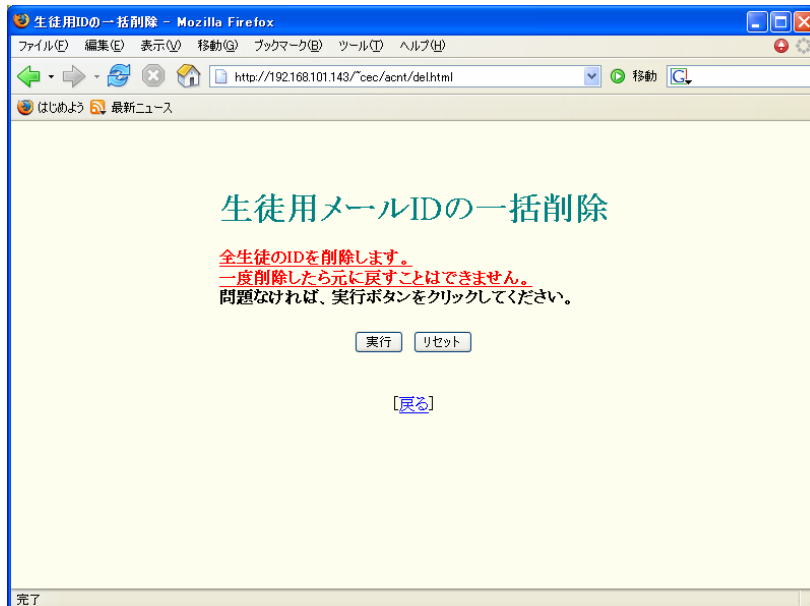 生徒用IDの一括削除 - Mozilla Firefox
ファイル(F) 編集(E) 表示(V) 移動(G) ブックマーク(B) ツール(T) ヘルプ(H)
http://192.168.101.143/~cec/acnt/del.html 移動 G
はじめよう 最新ニュース
生徒用メールIDの一括削除
全生徒のIDを削除します。
一度削除したら元に戻すことはできません。
問題なければ、実行ボタンをクリックしてください。
実行 リセット
[戻る]
完了